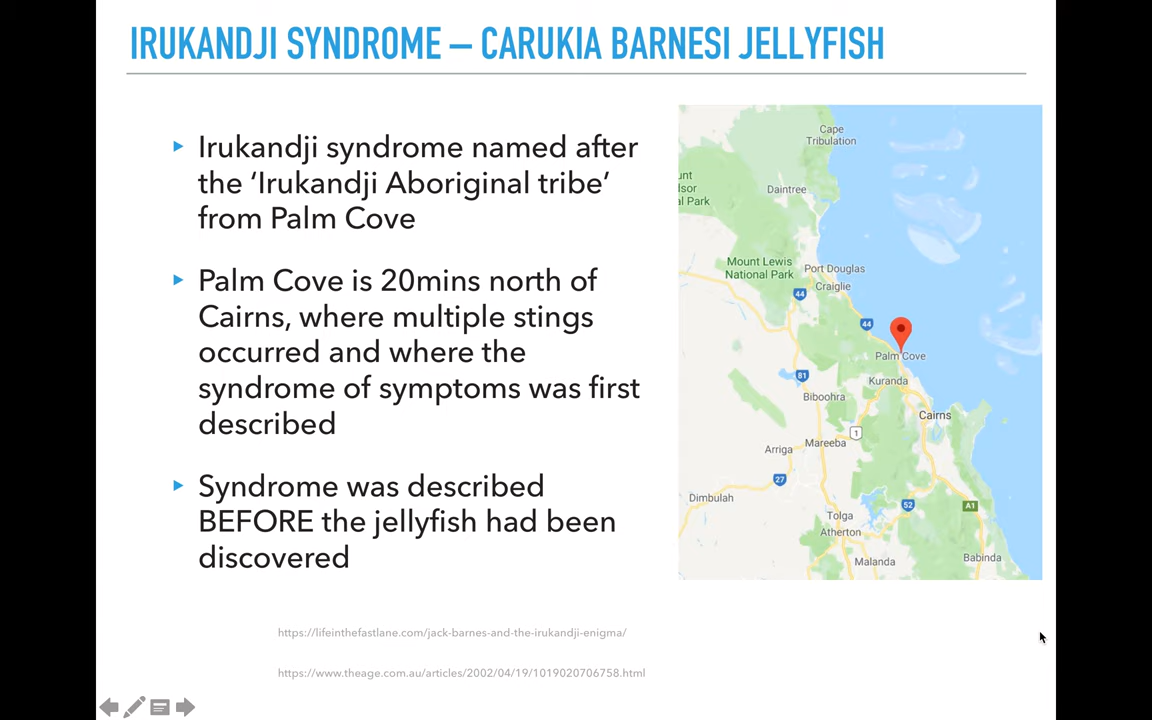 IRUKANDJI SYNDROME – CARUKIA BARNESI JELLYFISH
Irukandji syndrome named after
the ‘Irukandji Aboriginal tribe’
from Palm Cove
Palm Cove is 20mins north of
Cairns, where multiple stings
occurred and where the
syndrome of symptoms was first
described
Syndrome was described
BEFORE the jellyfish had been
discovered
Cape
Tribulation
unt
dsor
al Park
Daintree
Mount Lewis
National Park
Port Douglas
Craiglie
44
44
Palm Cove
Kuranda
81
Biboohra
Cairns
1
Mareeba
Arriga
27
Dimbulah
52
A1
Tolga
Atherton
Malanda
Babinda
https://lifeinthefastlane.com/jack-barnes-and-the-irukandji-enigma/
https://www.theage.com.au/articles/2002/04/19/1019020706758.html